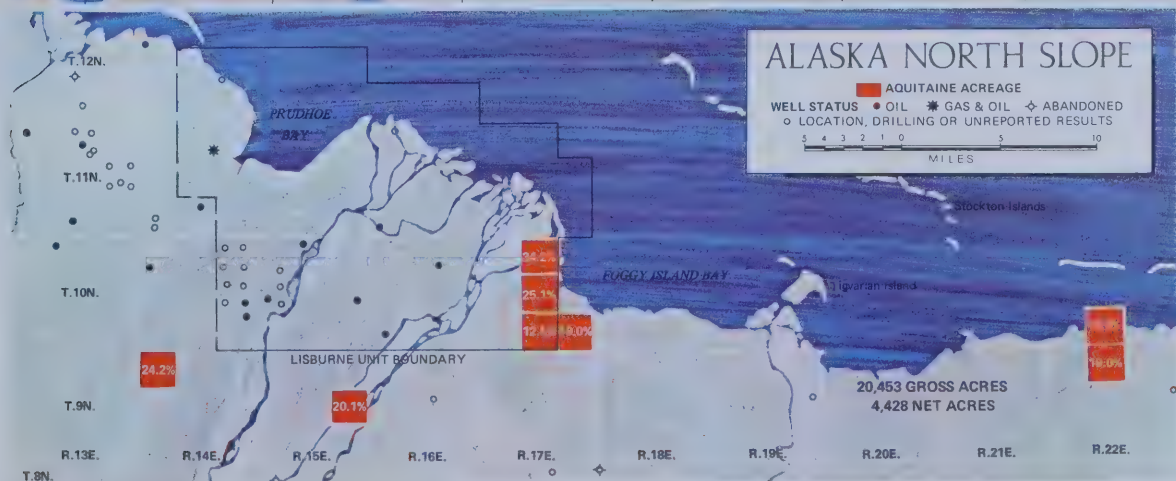 ALASKA NORTH SLOPE
AQUITAINE ACREAGE
WELL STATUS OIL GAS & OIL ABANDONED
LOCATION, DRILLING OR UNREPORTED RESULTS
5 4 3 2 1 0 5 10
MILES
T.12N.
PRUDHOE
BAY
T.11N.
Stockton Islands
FOGGY ISLAND BAY
25.1%
T.10N.
Island
LISBURNE UNIT BOUNDARY
24.2%
19.0%
20,453 GROSS ACRES
4,428 NET ACRES
T.9N.
20.1%
R.13E. R.14E. R.15E. R.16E. R.17E. R.18E. R.19E. R.20E. R.21E. R.22E.
T.8N.